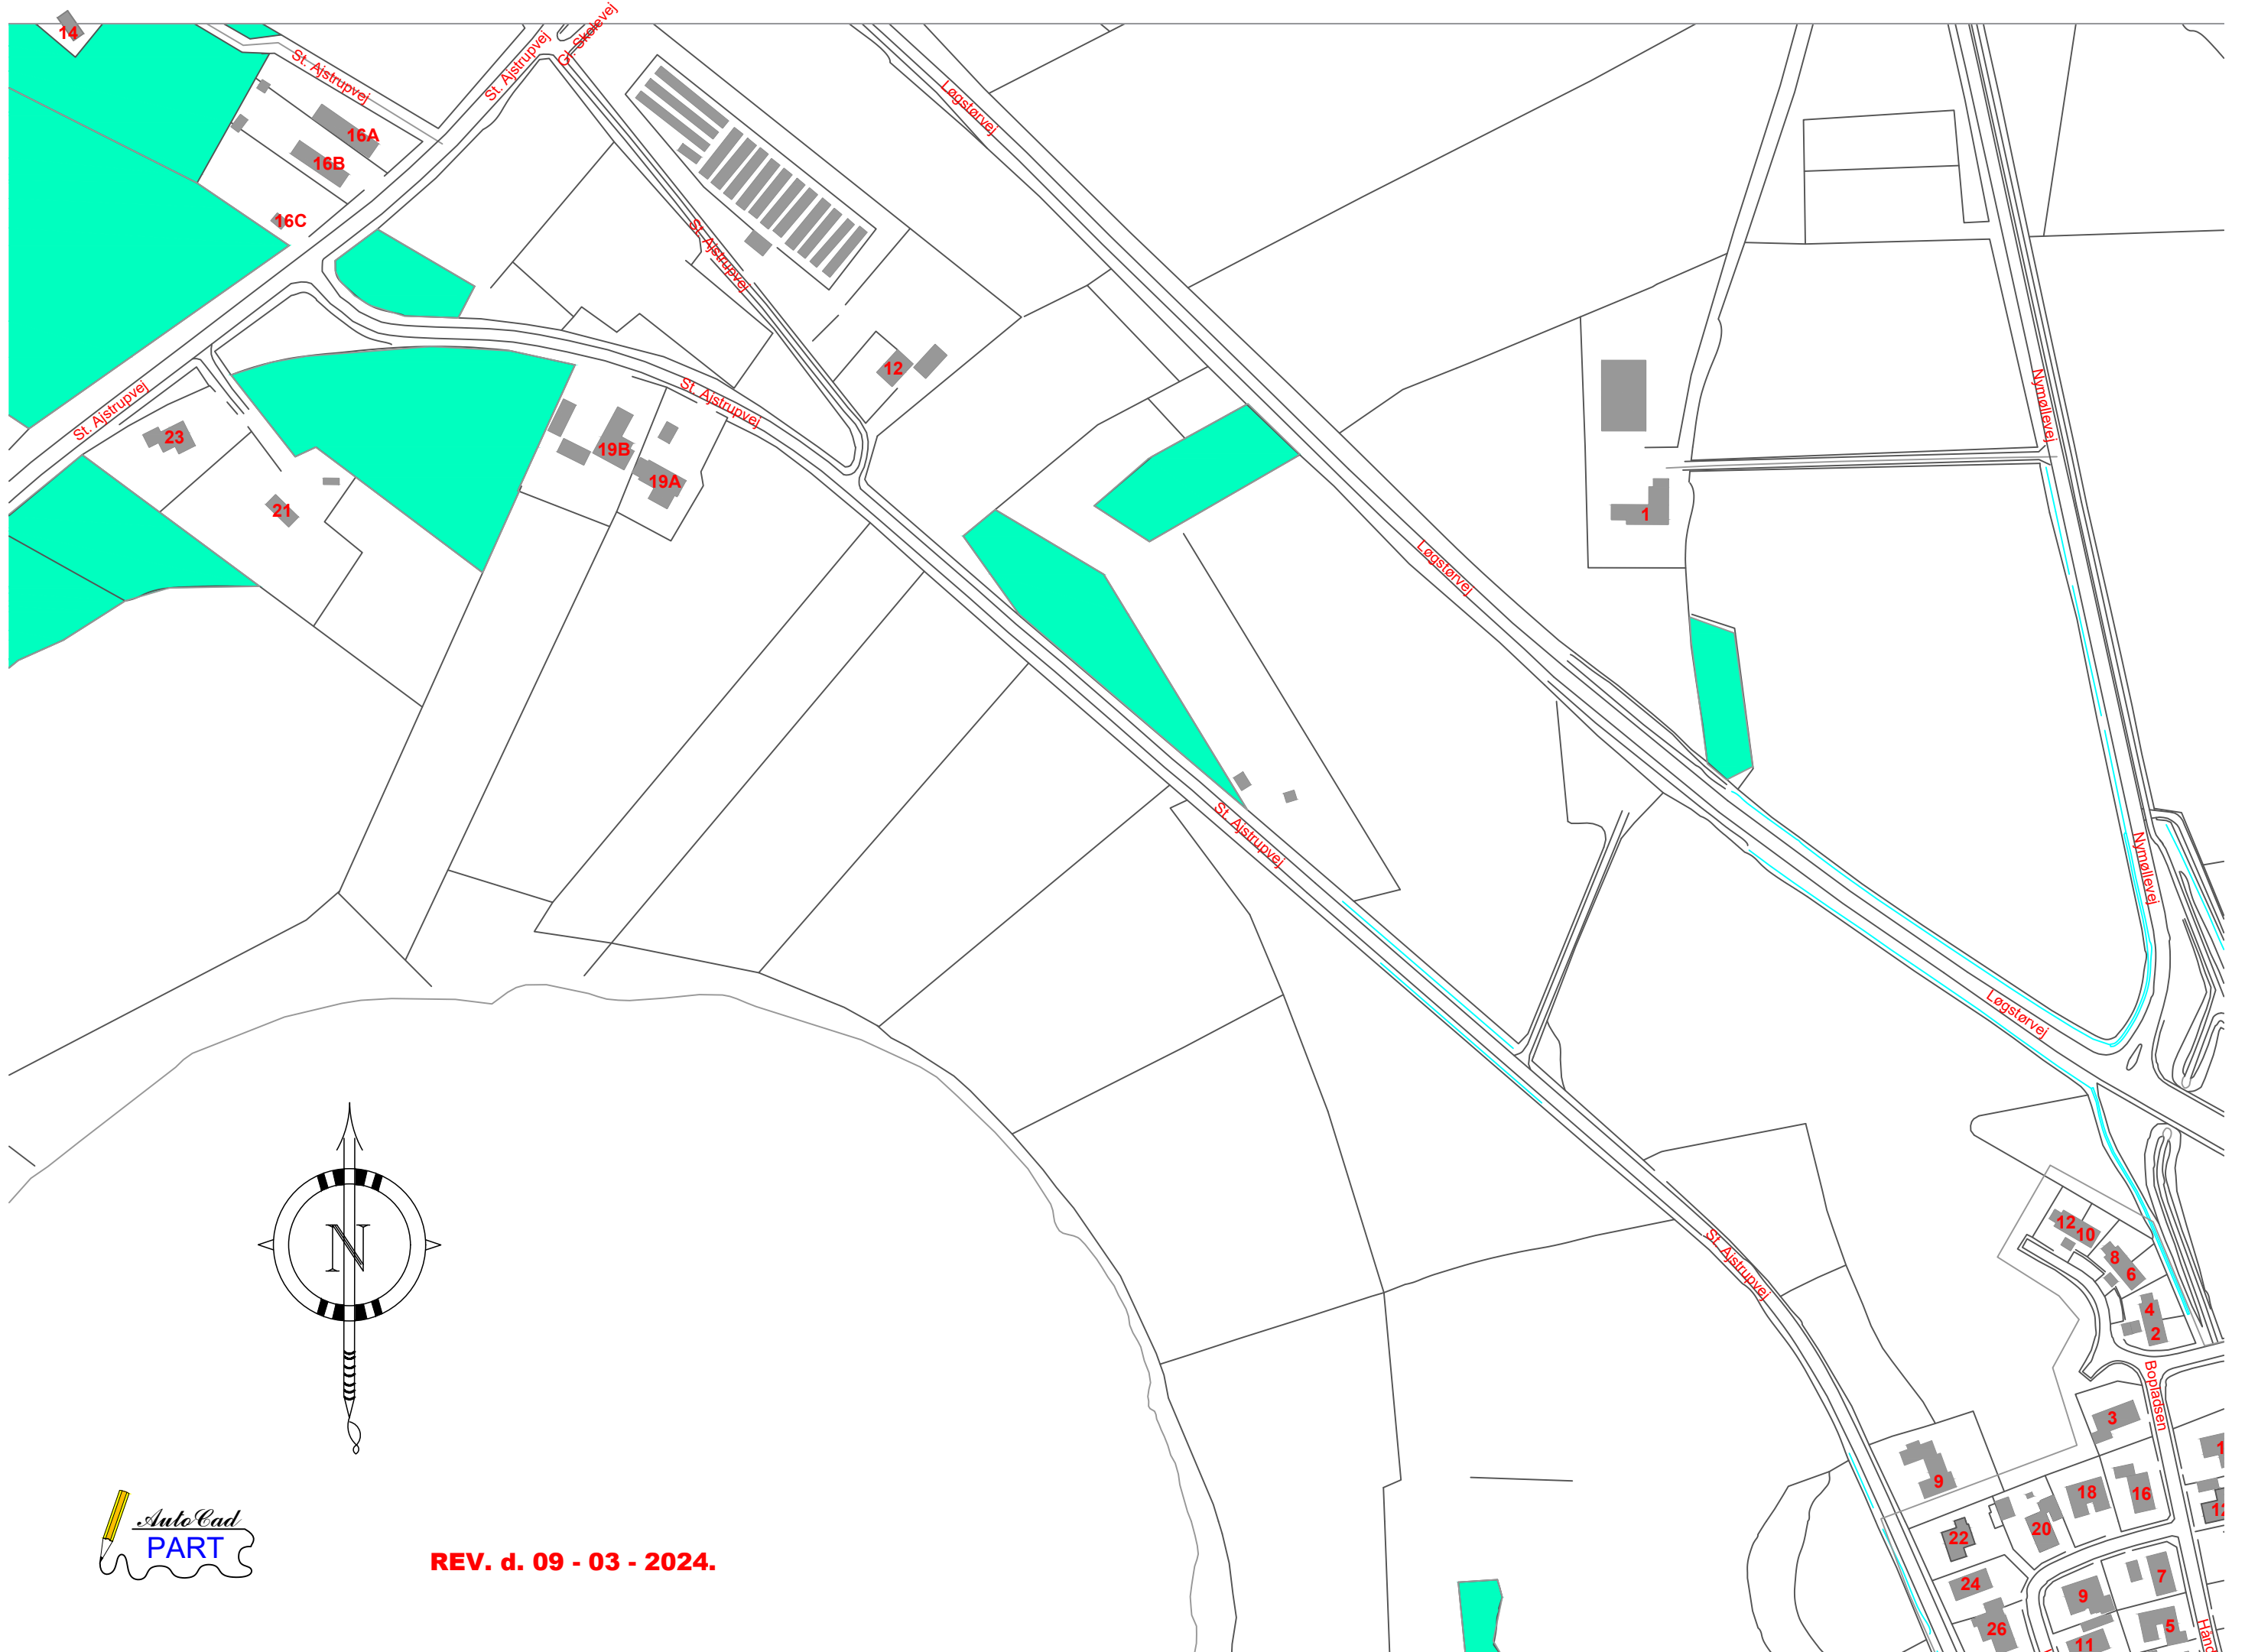 14
St. Ajstrupvej
St. Ajstrupvej
Gl. Skolevej
16A
16B
16C
Løgstørvej
St. Ajstrupvej
12
St. Ajstrupvej
St. Ajstrupvej
23
19B
19A
21
Nymøllevej
1
Løgstørvej
St. Ajstrupvej
Nymøllevej
Løgstørvej
N
12
10
8
6
4
2
St. Ajstrupvej
Bopladsen
3
9
18
16
12
22
20
24
26
9
7
5
11
AutoCad
PART
REV. d. 09 - 03 - 2024.